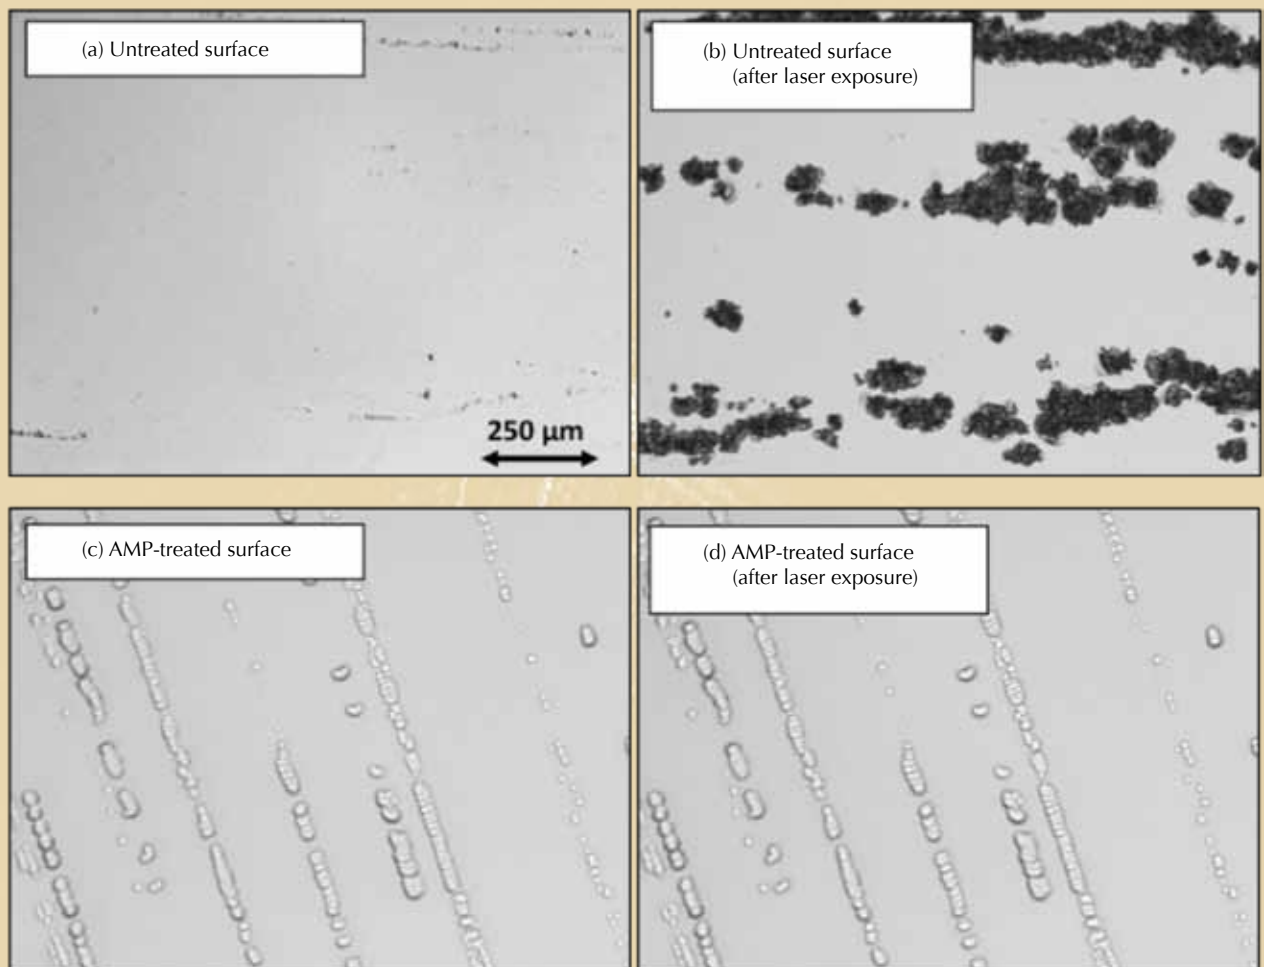 (a) Untreated surface
(b) Untreated surface
(after laser exposure)
250 µm
(c) AMP-treated surface
(d) AMP-treated surface
(after laser exposure)